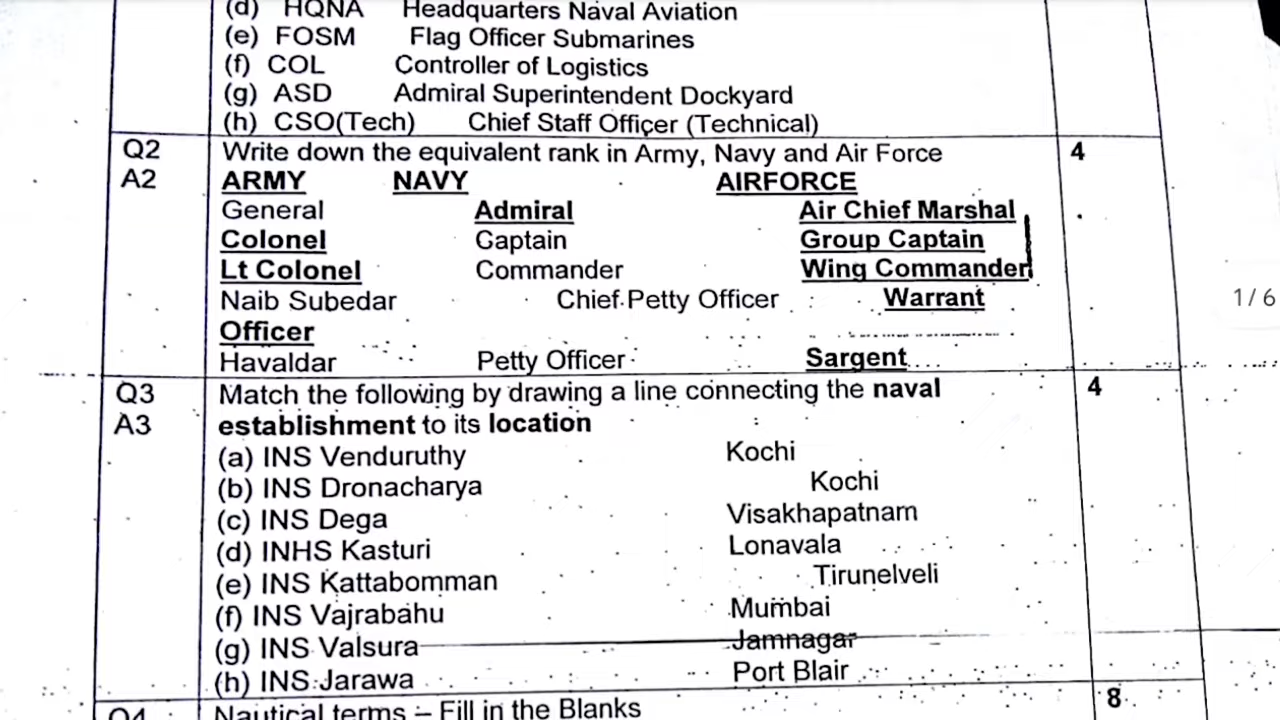 (d) HQNA Headquarters Naval Aviation
(e) FOSM Flag Officer Submarines
(f) COL Controller of Logistics
(g) ASD Admiral Superintendent Dockyard
(h) CSO(Tech) Chief Staff Officer (Technical)
Q2 Write down the equivalent rank in Army, Navy and Air Force 4
A2 ARMY NAVY AIRFORCE
General Admiral Air Chief Marshal
Colonel Captain Group Captain
Lt Colonel Commander Wing Commander
Naib Subedar Chief Petty Officer Warrant
Officer
Havaldar Petty Officer Sargent
Q3 Match the following by drawing a line connecting the naval 4
A3 establishment to its location
(a) INS Venduruthy Kochi
(b) INS Dronacharya Kochi
(c) INS Dega Visakhapatnam
(d) INHS Kasturi Lonavala
(e) INS Kattabomman Tirunelveli
(f) INS Vajrabahu Mumbai
(g) INS Valsura Jamnagar
(h) INS Jarawa Port Blair
Q4 Nautical terms – Fill in the Blanks 8
1/6